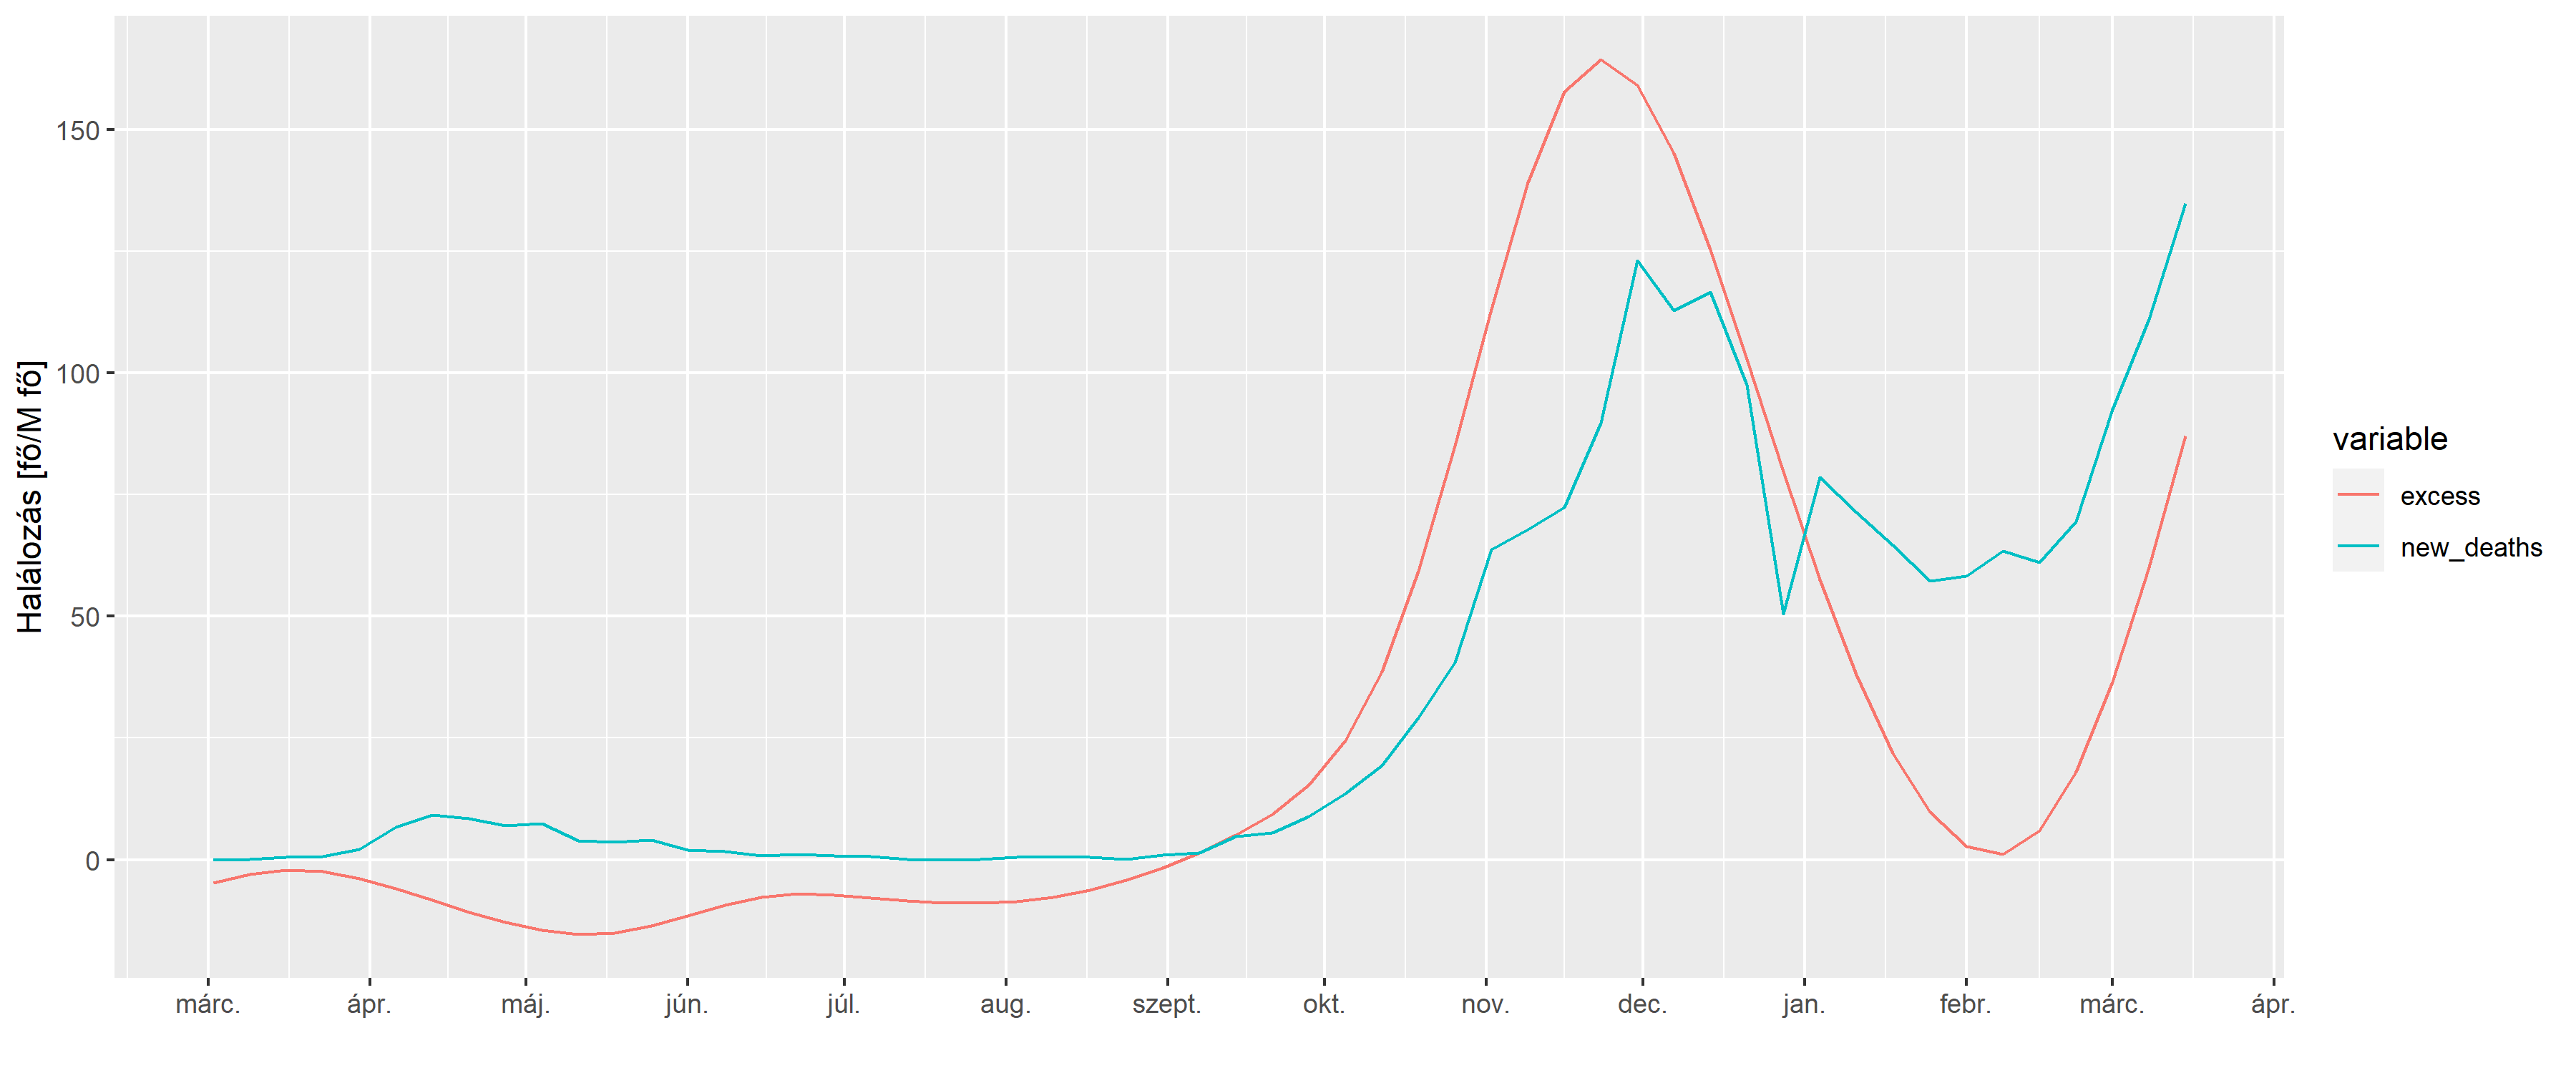 Halálozás [fő/M fő]
150
100
50
0
márc.
ápr.
máj.
jún.
júl.
aug.
szept.
okt.
nov.
dec.
jan.
febr.
márc.
ápr.
variable
excess
new_deaths